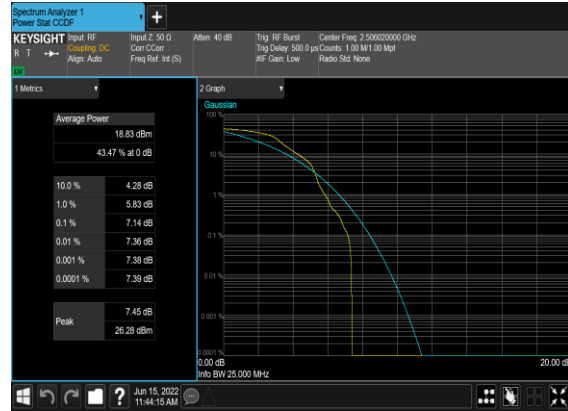 Spectrum Analyzer 1
Power Stat CCDF
KEYSIGHT
R T
LW
Input: RF
Coupling: DC
Align: Auto
Input Z: 50 Ω
Corr CCorr
Freq Ref: Int (S)
Atten: 40 dB
Trig: RF Burst
Trig Delay: 500.0 µs
#IF Gain: Low
Center Freq: 2.506020000 GHz
Counts: 1.00 M/1.00 Mpt
Radio Std: None
1 Metrics
Average Power
18.83 dBm
43.47 % at 0 dB
10.0 % 4.28 dB
1.0 % 5.83 dB
0.1 % 7.14 dB
0.01 % 7.36 dB
0.001 % 7.38 dB
0.0001 % 7.39 dB
Peak
7.45 dB
26.28 dBm
2 Graph
Gaussian
100 %
10 %
1 %
0.1 %
0.01 %
0.001 %
0.0001 %
0.00 dB
20.00 dB
Info BW 25.000 MHz
?
Jun 15, 2022
11:44:15 AM